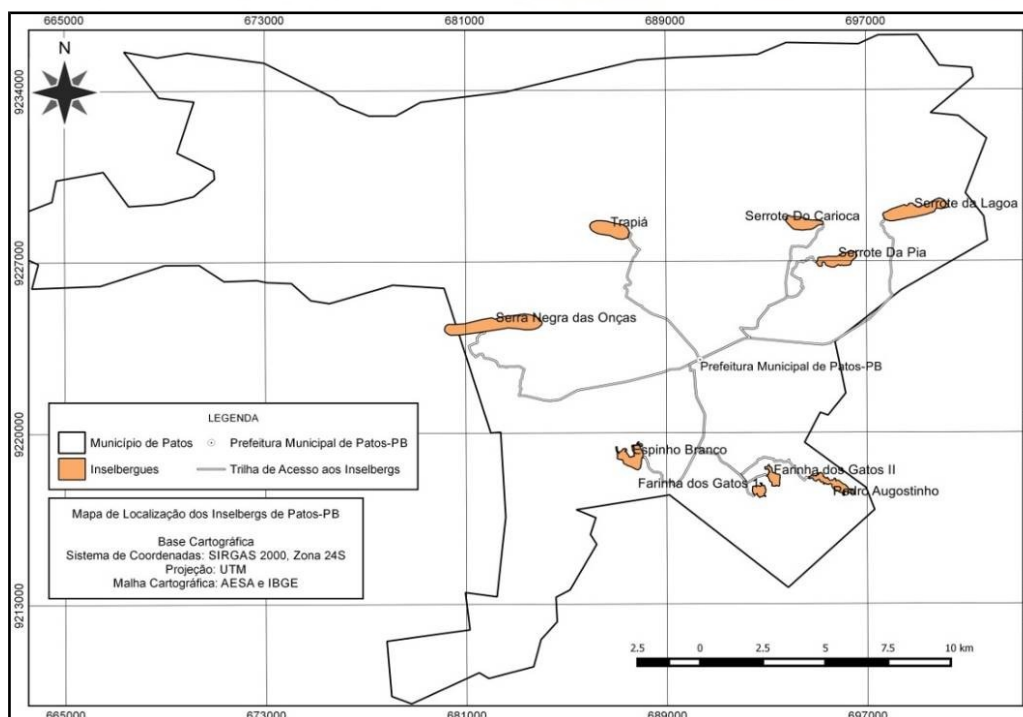 665000 673000 681000 689000 697000
N
9234000
9227000
9220000
9213000
Trapiá
Serrote Do Carioca
Serrote da Lagoa
Serrote Da Pia
Serra Negra das Onças
Prefeitura Municipal de Patos-PB
Espinho Branco
Farinha dos Gatos I
Farinha dos Gatos II
Pedro Augostinho
LEGENDA
Município de Patos
Prefeitura Municipal de Patos-PB
Inselbergues
Trilha de Acesso aos Inselbergs
Mapa de Localização dos Inselbergs de Patos-PB
Base Cartográfica
Sistema de Coordenadas: SIRGAS 2000, Zona 24S
Projeção: UTM
Malha Cartográfica: AESA e IBGE
2.5 0 2.5 5 7.5 10 km
665000 673000 681000 689000 697000